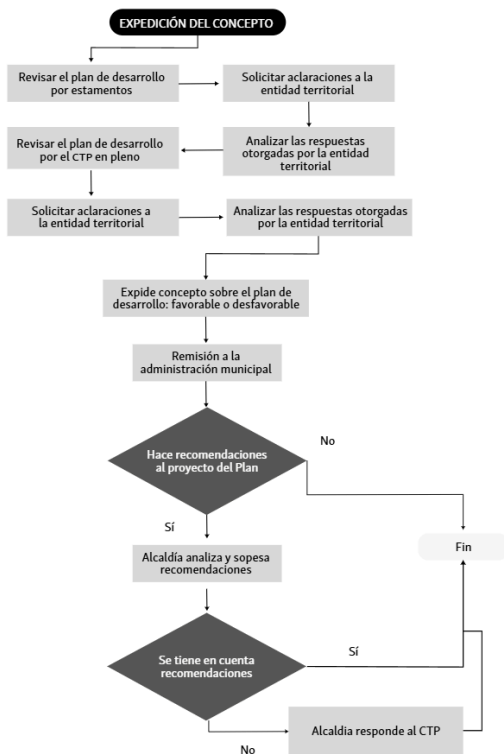 EXPEDICIÓN DEL CONCEPTO
Revisar el plan de desarrollo
por estamentos
Solicitar aclaraciones a la
entidad territorial
Revisar el plan de desarrollo
por el CTP en pleno
Analizar las respuestas
otorgadas por la entidad
territorial
Solicitar aclaraciones a
la entidad territorial
Analizar las respuestas otorgadas
por la entidad territorial
Expide concepto sobre el plan de
desarrollo: favorable o desfavorable
Remisión a la
administración municipal
Hace recomendaciones
al proyecto del Plan
No
Sí
Fin
Alcaldía analiza y sopesa
recomendaciones
Se tiene en cuenta
recomendaciones
Sí
No
Alcaldia responde al CTP